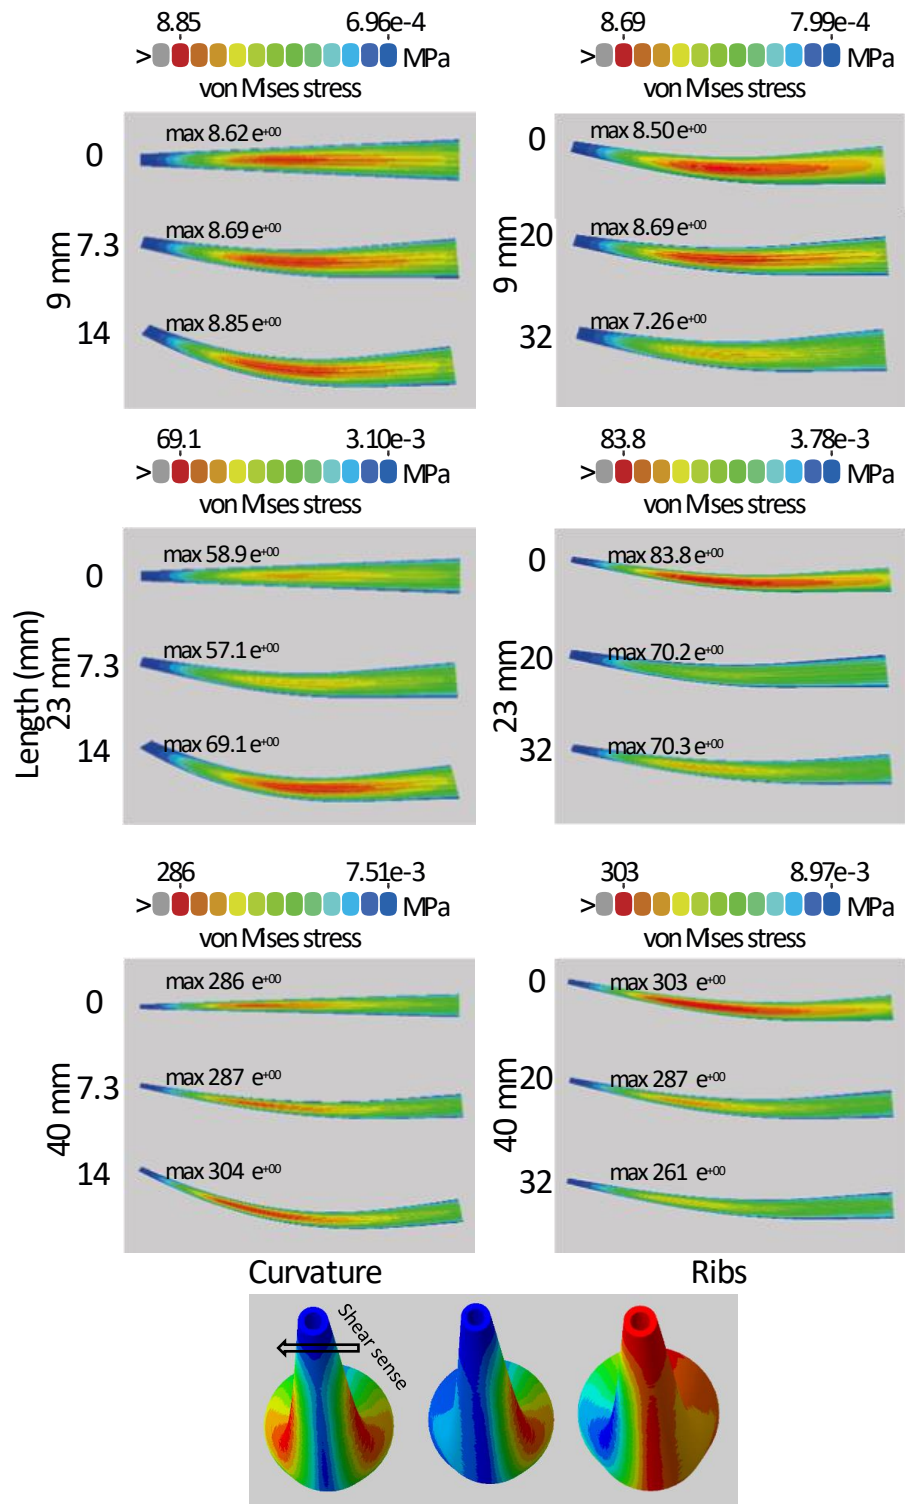 8.85 6.96e-4
> MPa
von Mises stress
0 max 8.62 e+00
7.3 max 8.69 e+00
14 max 8.85 e+00
9 mm
8.69 7.99e-4
> MPa
von Mises stress
0 max 8.50 e+00
20 max 8.69 e+00
32 max 7.26 e+00
9 mm
69.1 3.10e-3
> MPa
von Mises stress
0 max 58.9 e+00
7.3 max 57.1 e+00
14 max 69.1 e+00
Length (mm)
23 mm
83.8 3.78e-3
> MPa
von Mises stress
0 max 83.8 e+00
20 max 70.2 e+00
32 max 70.3 e+00
23 mm
286 7.51e-3
> MPa
von Mises stress
0 max 286 e+00
7.3 max 287 e+00
14 max 304 e+00
40 mm
303 8.97e-3
> MPa
von Mises stress
0 max 303 e+00
20 max 287 e+00
32 max 261 e+00
40 mm
Curvature Ribs
Shear sense